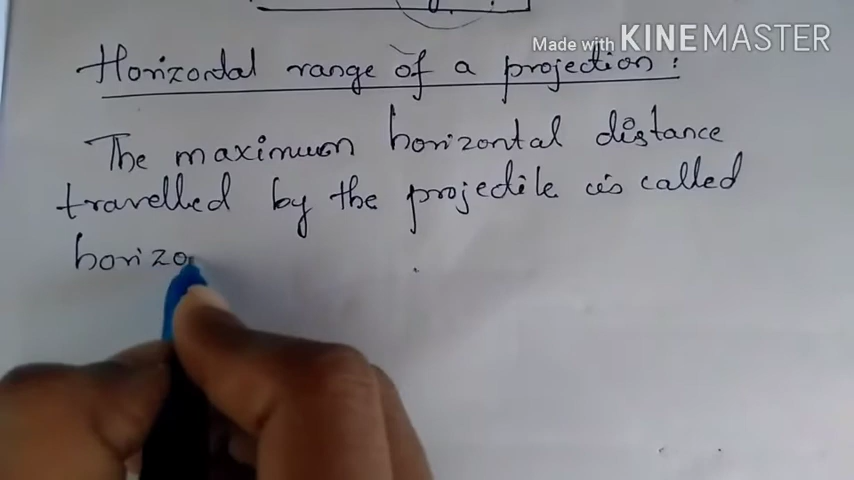 Made with KINEMASTER
Horizontal range of a projection :
The maximum horizontal distance
travelled by the projectile is called
horizo